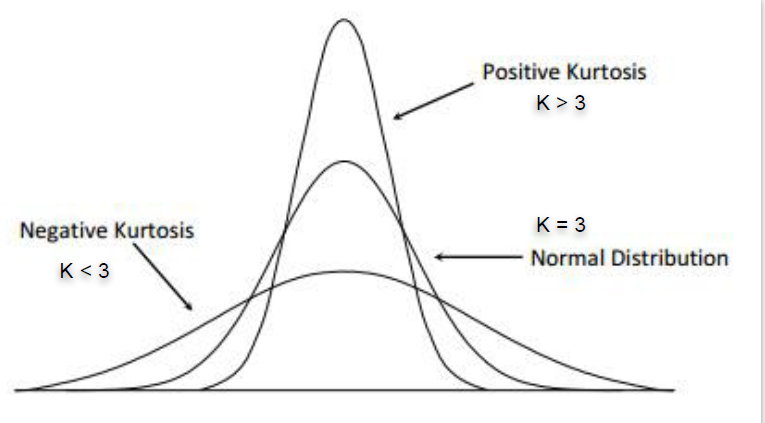 Positive Kurtosis
K > 3
K = 3
Normal Distribution
Negative Kurtosis
K < 3